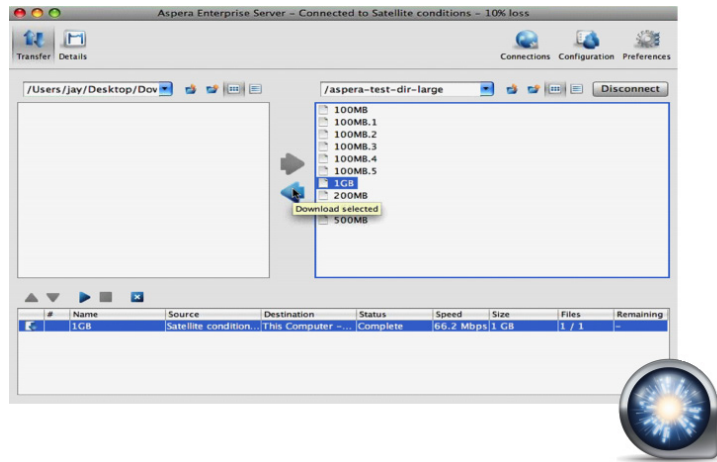 Aspera Enterprise Server – Connected to Satellite conditions – 10% loss
Transfer Details Connections Configuration Preferences
/Users/jay/Desktop/Dov /aspera-test-dir-large Disconnect
100MB
100MB.1
100MB.2
100MB.3
100MB.4
100MB.5
1GB
200MB
Download selected
500MB
# Name Source Destination Status Speed Size Files Remaining
1GB Satellite condition... This Computer –... Complete 66.2 Mbps 1 GB 1 / 1 –